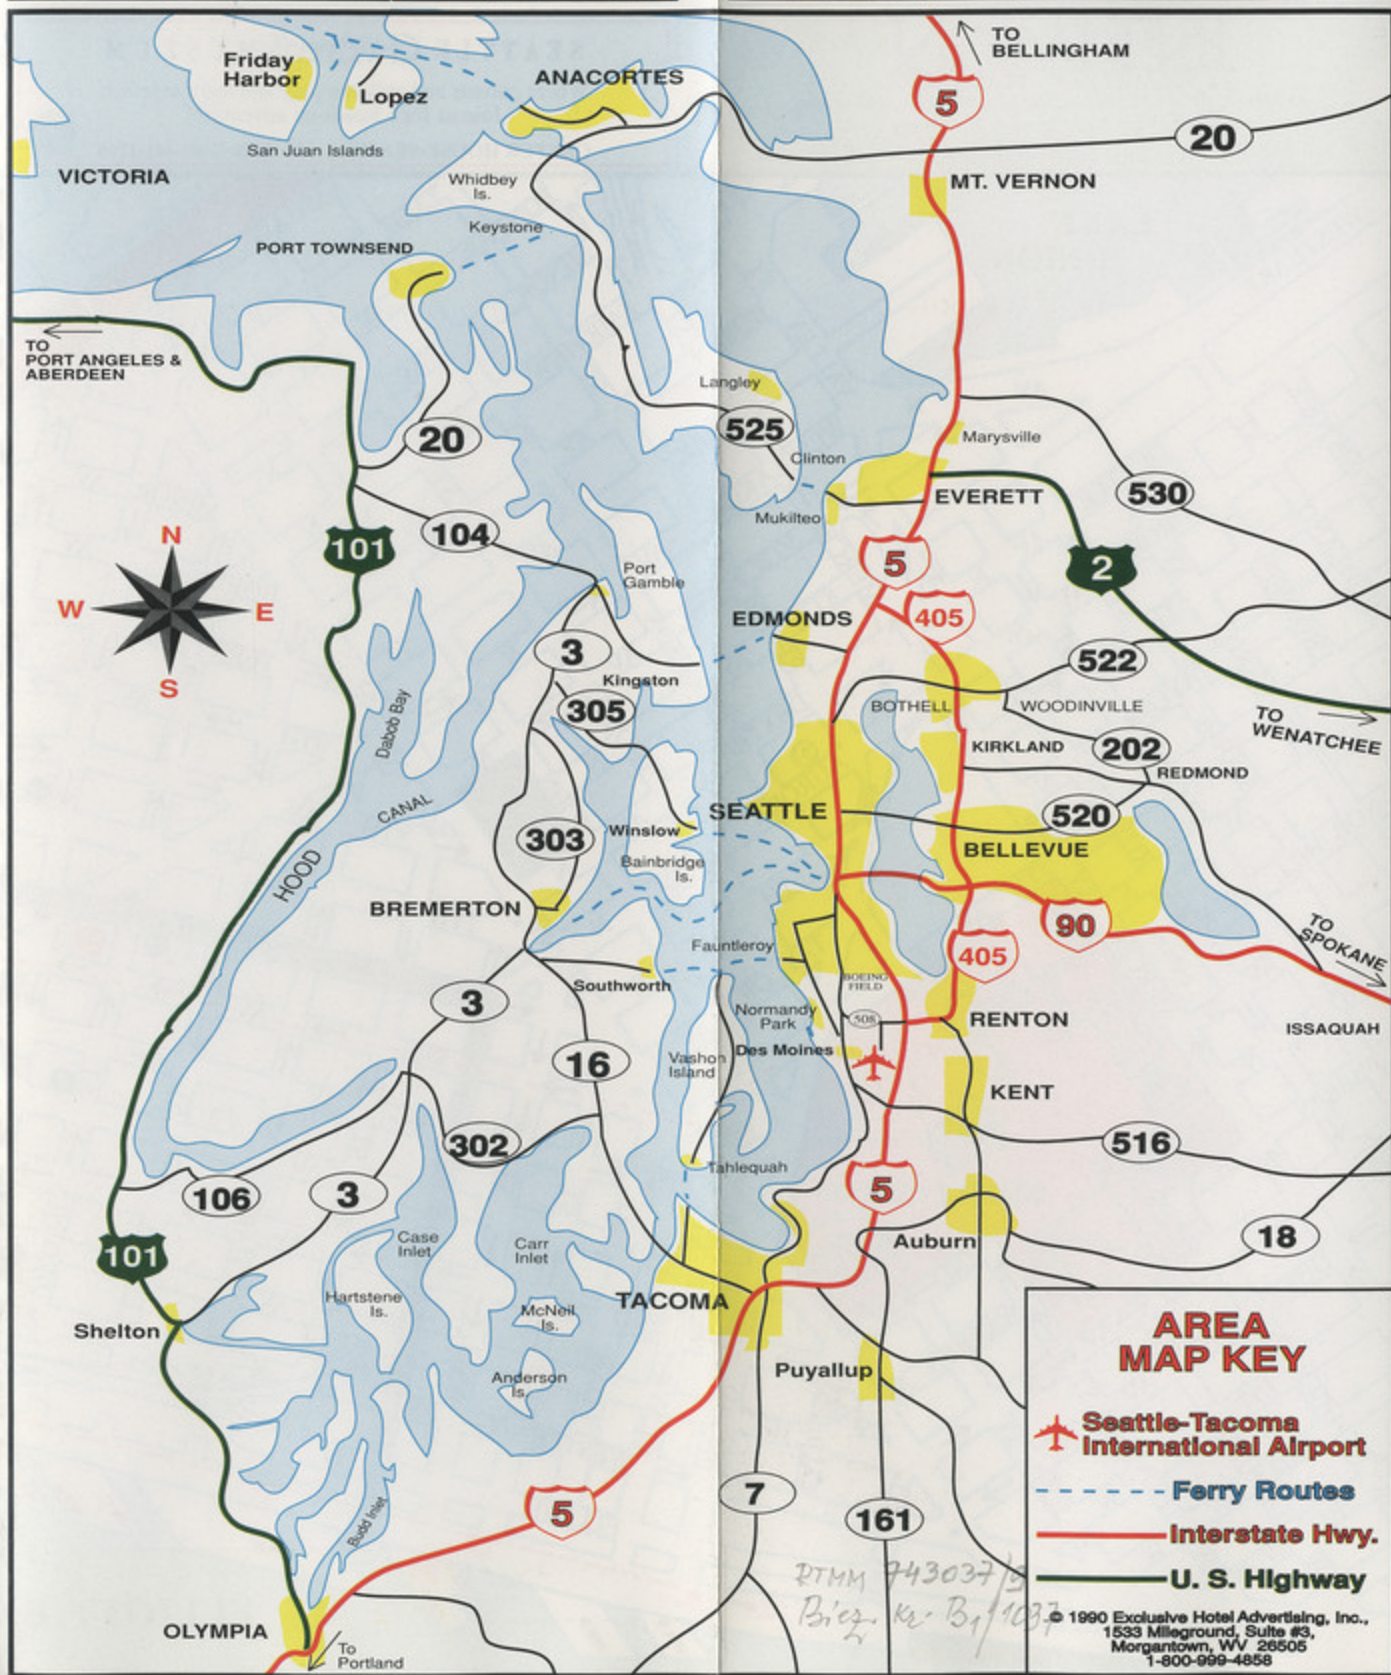 TO
BELLINGHAM
Friday
Harbor
Lopez
ANACORTES
5
20
San Juan Islands
VICTORIA
Whidbey
Is.
MT. VERNON
Keystone
PORT TOWNSEND
TO
PORT ANGELES &
ABERDEEN
Langley
525
20
Marysville
Clinton
EVERETT
530
Mukilteo
104
101
N
W
E
S
5
2
Port
Gamble
405
EDMONDS
3
522
Kingston
305
BOTHELL
WOODINVILLE
TO
WENATCHEE
Dabob Bay
KIRKLAND
202
REDMOND
CANAL
HOOD
SEATTLE
520
303
Winslow
BELLEVUE
Bainbridge
Is.
BREMERTON
90
TO
SPOKANE
Fauntleroy
405
Southworth
BOEING
FIELD
3
Normandy
Park
508
RENTON
ISSAQUAH
Des Moines
16
Vashon
Island
KENT
302
516
Tahlequah
106
3
5
101
Case
Inlet
Carr
Inlet
Auburn
18
Hartstene
Is.
McNeil
Is.
TACOMA
Shelton
Anderson
Is.
Puyallup
AREA
MAP KEY
Seattle-Tacoma
International Airport
Ferry Routes
Interstate Hwy.
U. S. Highway
5
7
161
Budd Inlet
RTMM 743037/9
OLYMPIA
To
Portland
© 1990 Exclusive Hotel Advertising, Inc.,
1533 Mileground, Suite #3,
Morgantown, WV 26505
1-800-999-4858